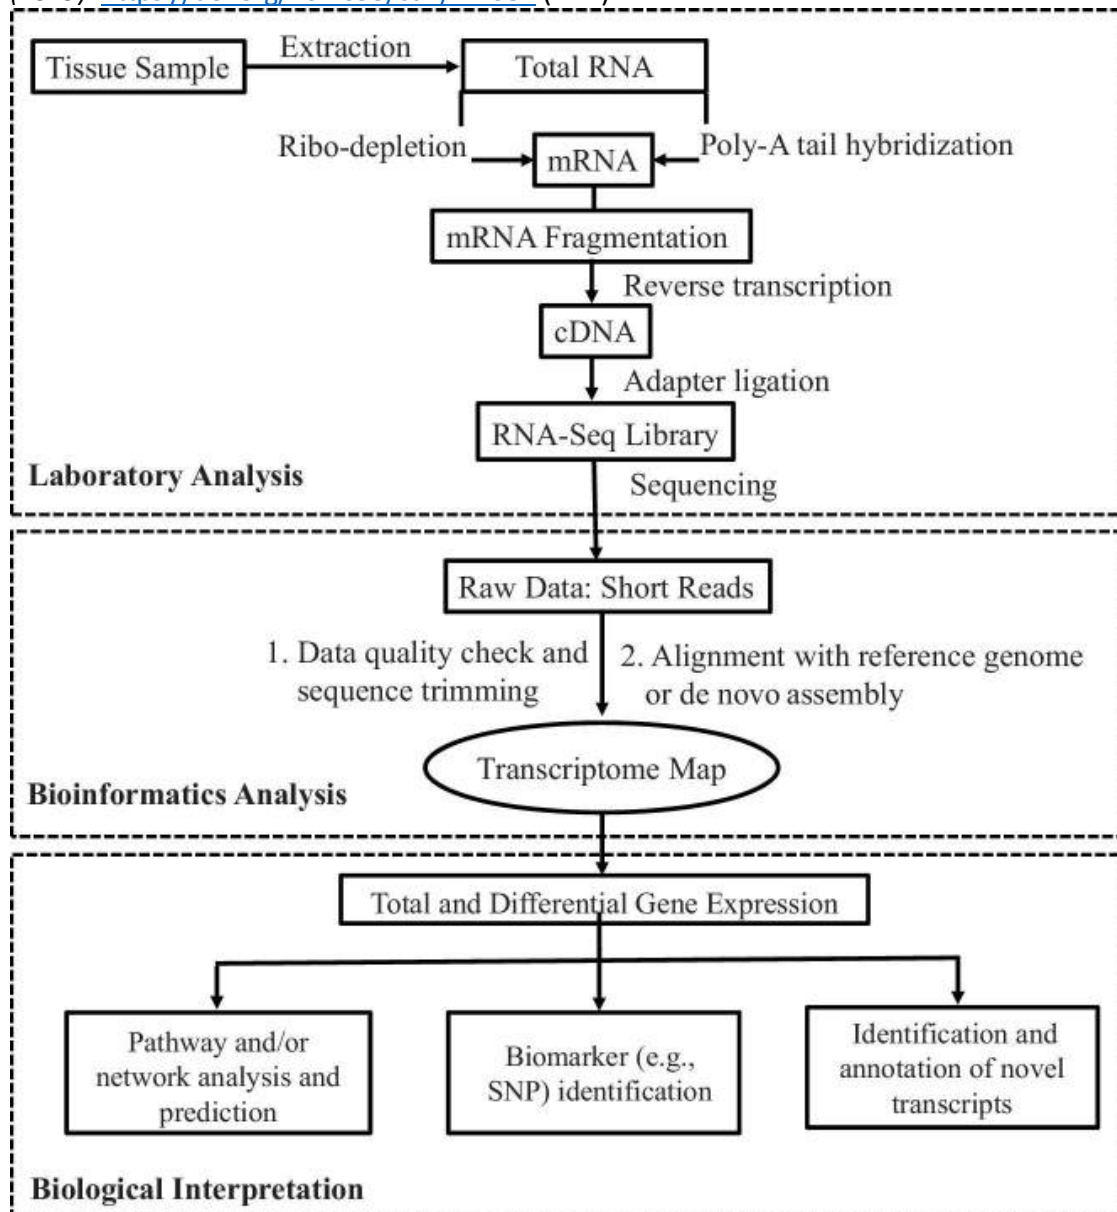 Extraction
Tissue Sample
Total RNA
Ribo-depletion
Poly-A tail hybridization
mRNA
mRNA Fragmentation
Reverse transcription
cDNA
Adapter ligation
RNA-Seq Library
Laboratory Analysis
Sequencing
Raw Data: Short Reads
1. Data quality check and
sequence trimming
2. Alignment with reference genome
or de novo assembly
Transcriptome Map
Bioinformatics Analysis
Total and Differential Gene Expression
Pathway and/or
network analysis and
prediction
Biomarker (e.g.,
SNP) identification
Identification and
annotation of novel
transcripts
Biological Interpretation